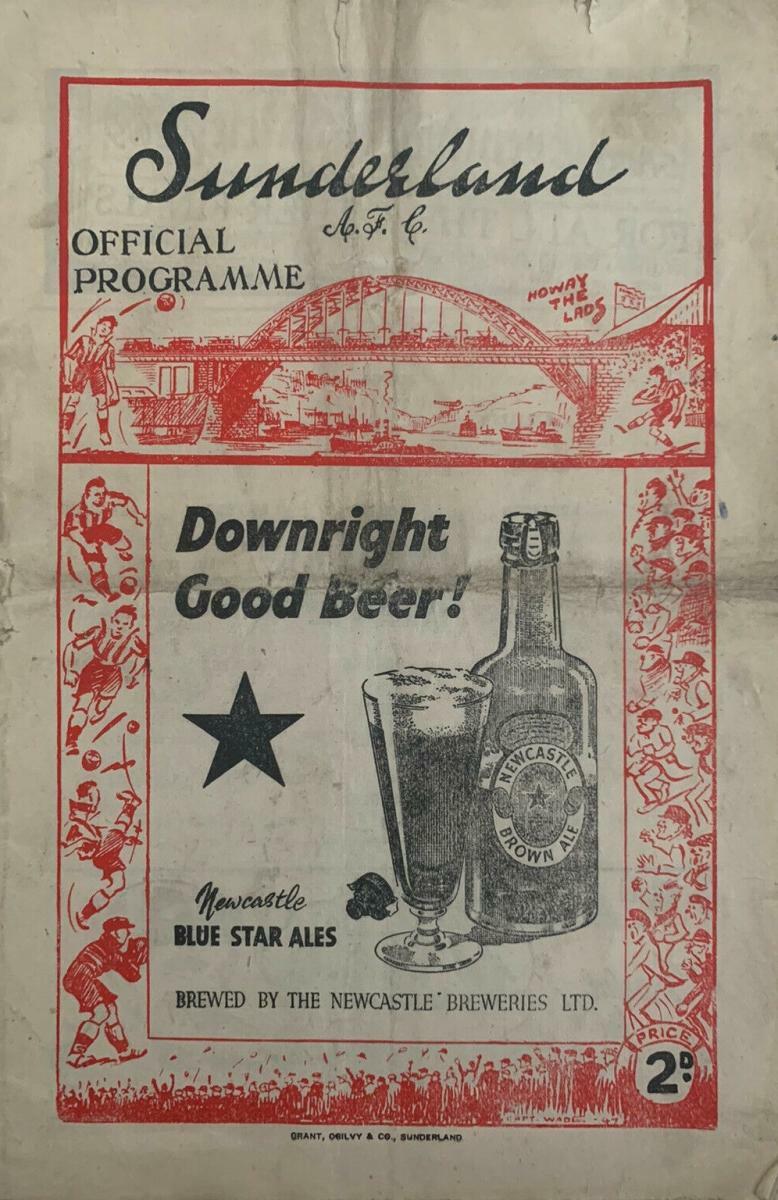 Sunderland
A.F.C.
OFFICIAL
PROGRAMME
HOWAY
THE
LADS
Downright
Good Beer!
NEWCASTLE
BROWN ALE
Newcastle
BLUE STAR ALES
BREWED BY THE NEWCASTLE BREWERIES LTD.
PRICE
2D.
GRANT, OGILVY & CO., SUNDERLAND